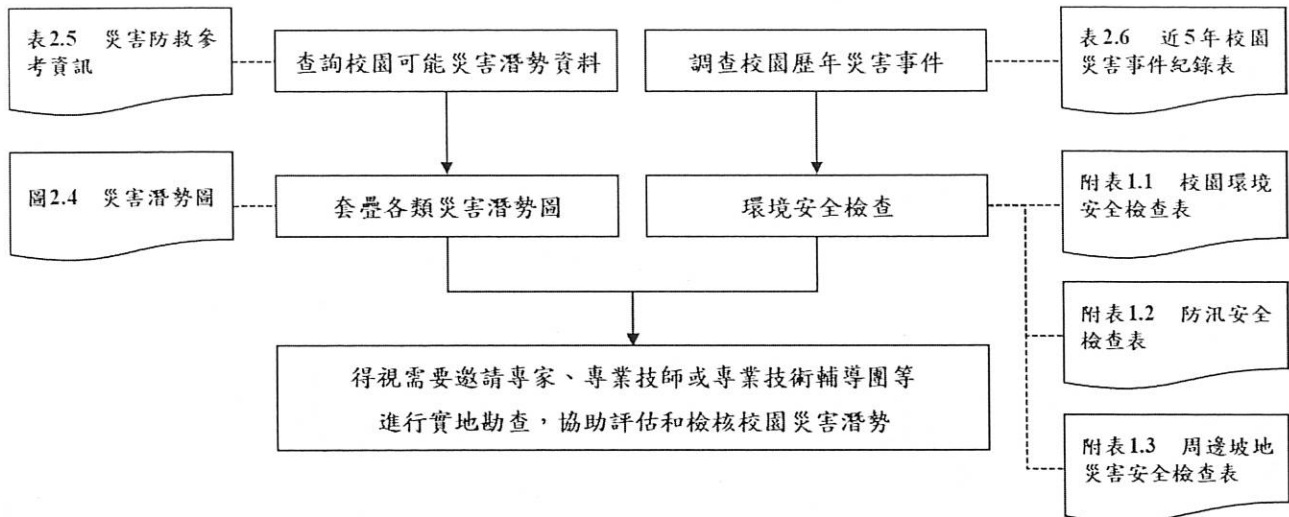 表2.5 災害防救參
考資訊
查詢校園可能災害潛勢資料
調查校園歷年災害事件
表2.6 近5年校園
災害事件紀錄表
圖2.4 災害潛勢圖
套疊各類災害潛勢圖
環境安全檢查
附表1.1 校園環境
安全檢查表
附表1.2 防汛安全
檢查表
得視需要邀請專家、專業技師或專業技術輔導團等
進行實地勘查，協助評估和檢核校園災害潛勢
附表1.3 周邊坡地
災害安全檢查表